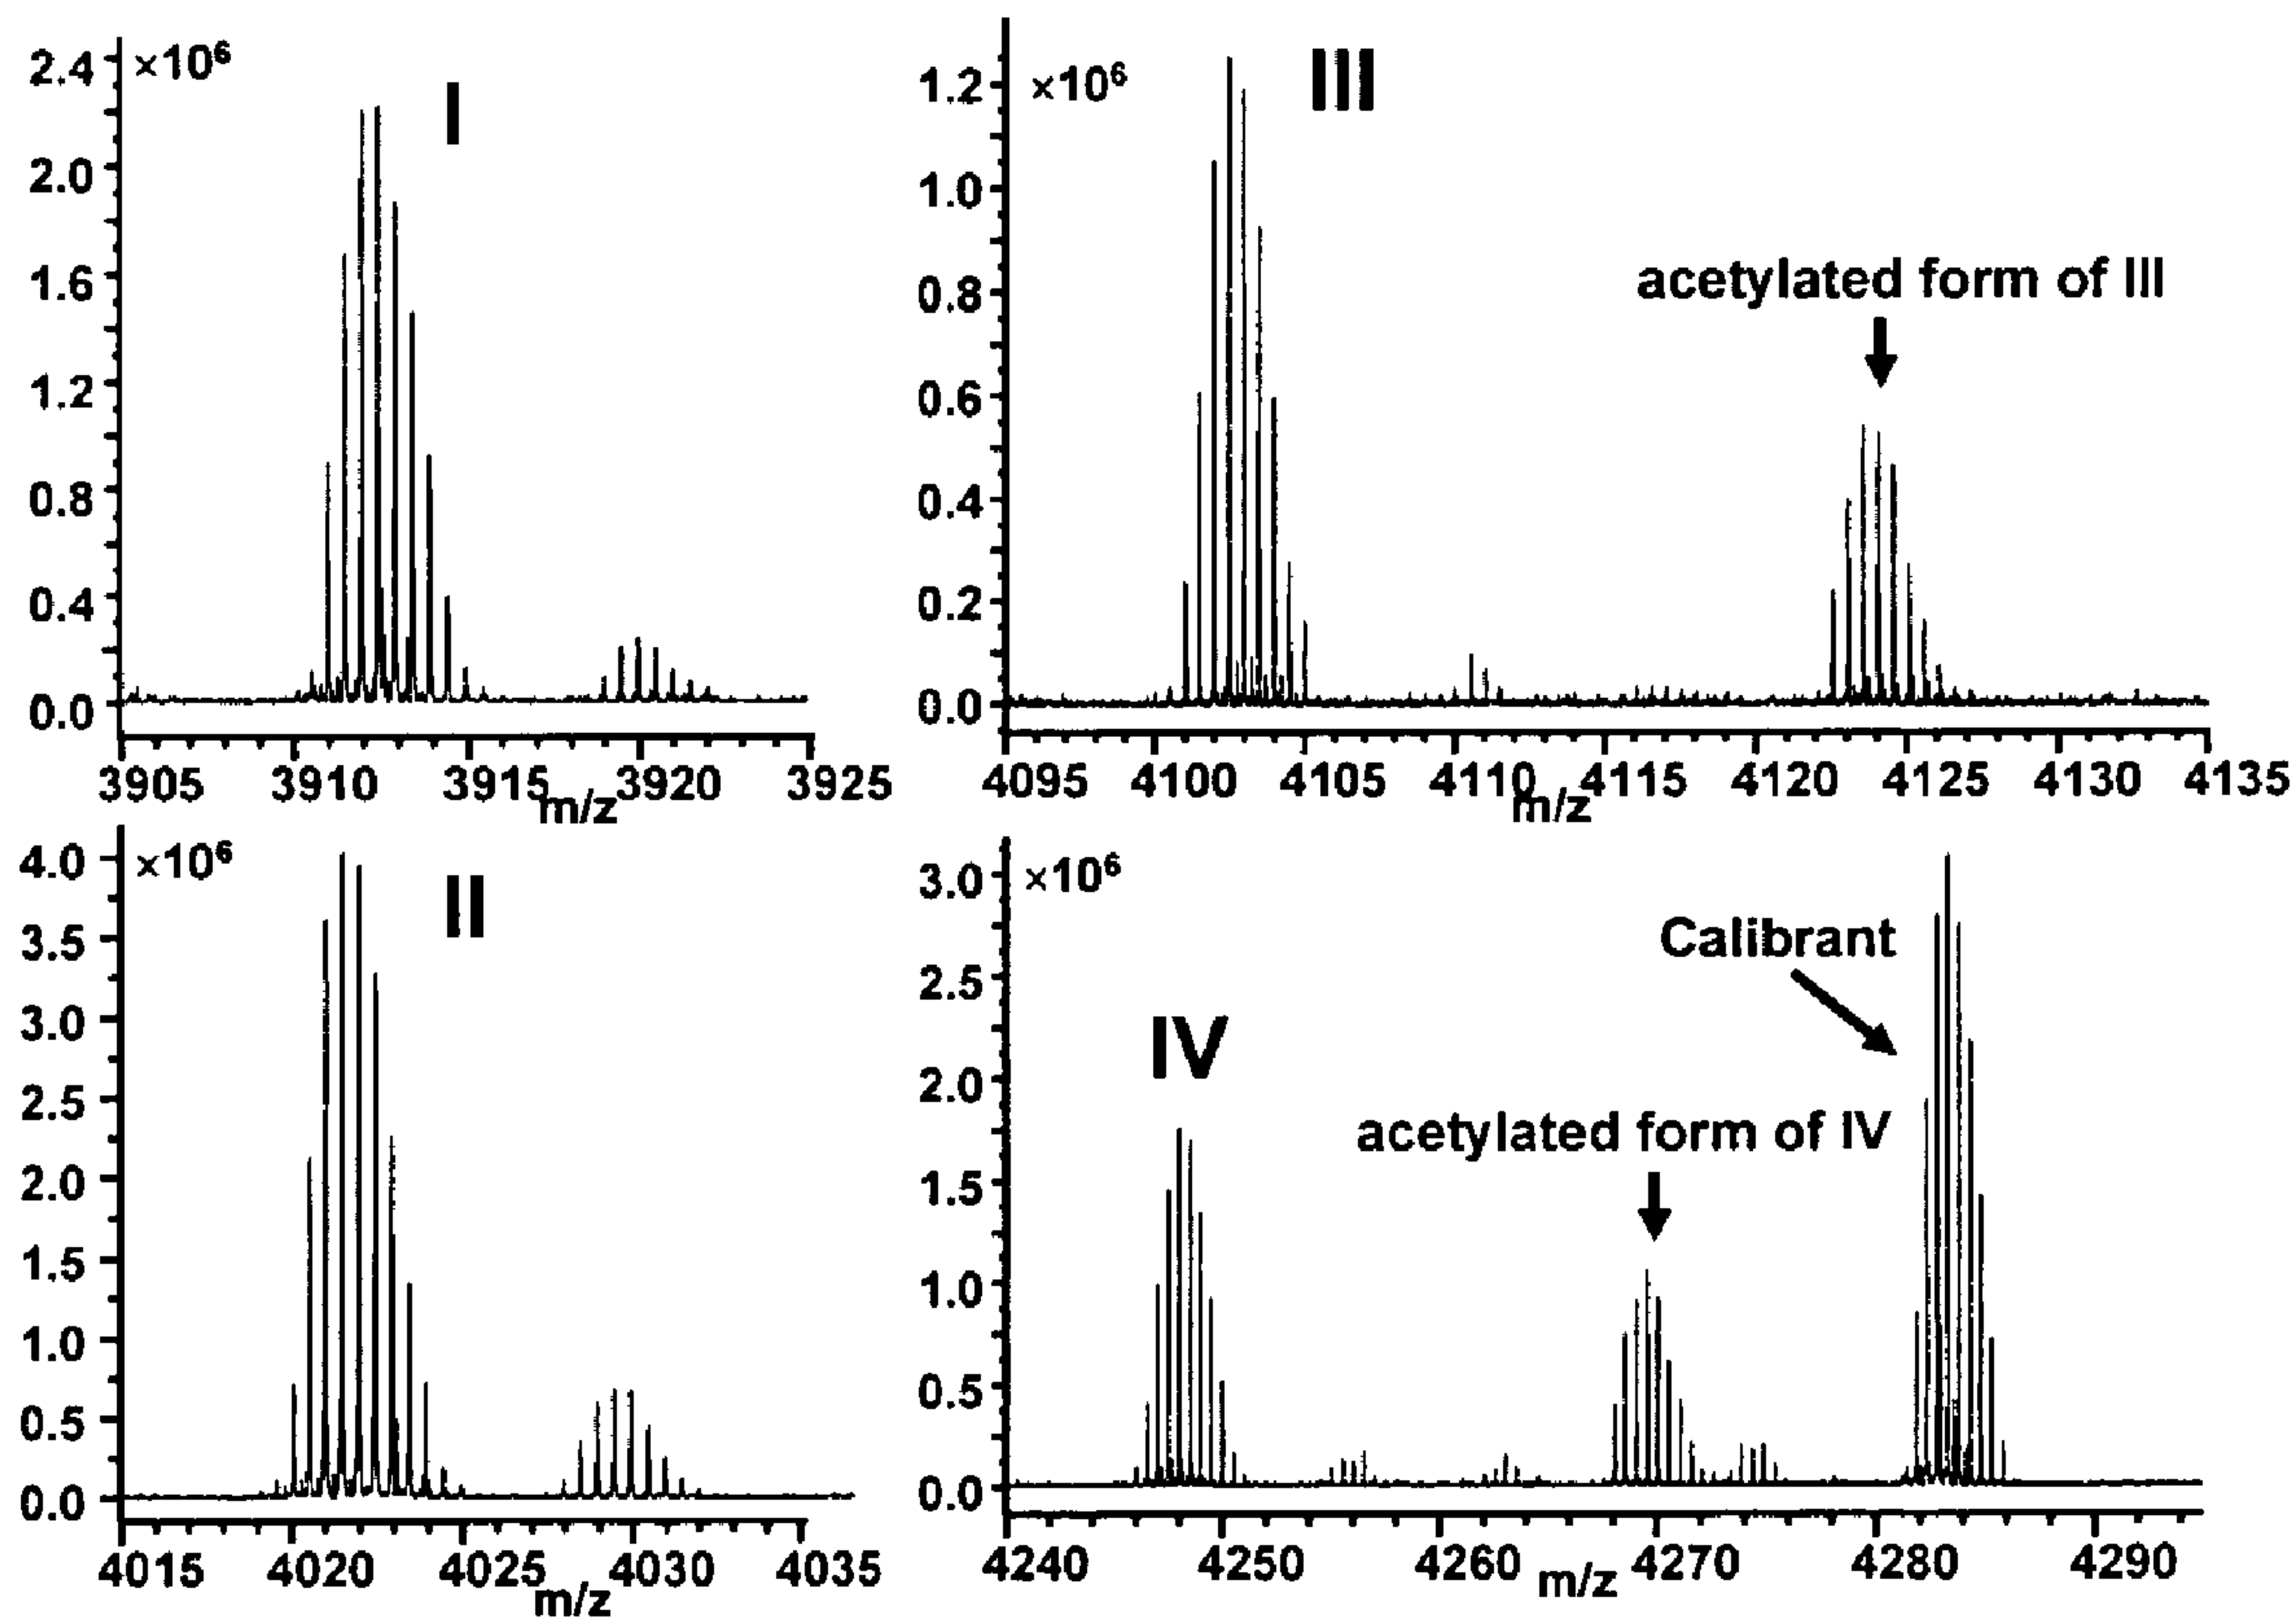 ×10⁶
I
2.4
2.0
1.6
1.2
0.8
0.4
0.0
3905 3910 3915 3920 3925
m/z
×10⁶
III
acetylated form of III
1.2
1.0
0.8
0.6
0.4
0.2
0.0
4095 4100 4105 4110 4115 4120 4125 4130 4135
m/z
×10⁶
II
4.0
3.5
3.0
2.5
2.0
1.5
1.0
0.5
0.0
4015 4020 4025 4030 4035
m/z
×10⁶
Calibrant
IV
acetylated form of IV
3.0
2.5
2.0
1.5
1.0
0.5
0.0
4240 4250 4260 4270 4280 4290
m/z